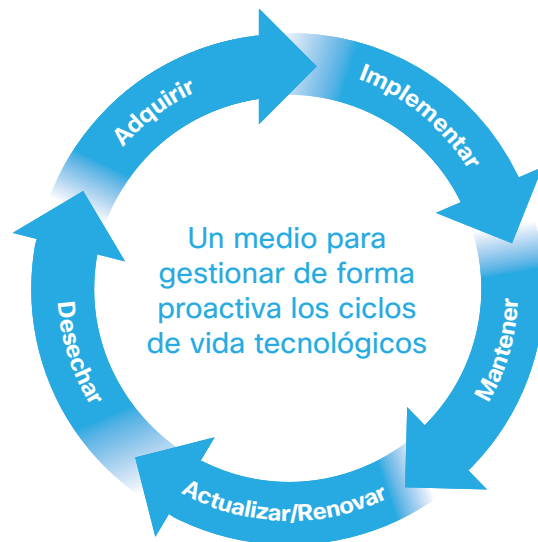 Adquirir
Implementar
Mantener
Actualizar/Renovar
Desechar
Un medio para
gestionar de forma
proactiva los ciclos
de vida tecnológicos